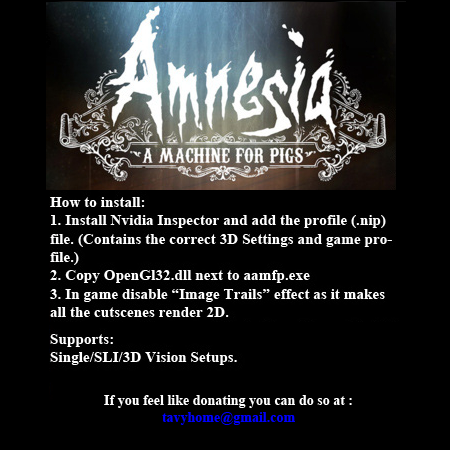 Amnesia
A MACHINE FOR PIGS
How to install:
1. Install Nvidia Inspector and add the profile (.nip)
file. (Contains the correct 3D Settings and game pro-
file.)
2. Copy OpenGl32.dll next to aamfp.exe
3. In game disable “Image Trails” effect as it makes
all the cutscenes render 2D.
Supports:
Single/SLI/3D Vision Setups.
If you feel like donating you can do so at :
tavyhome@gmail.com